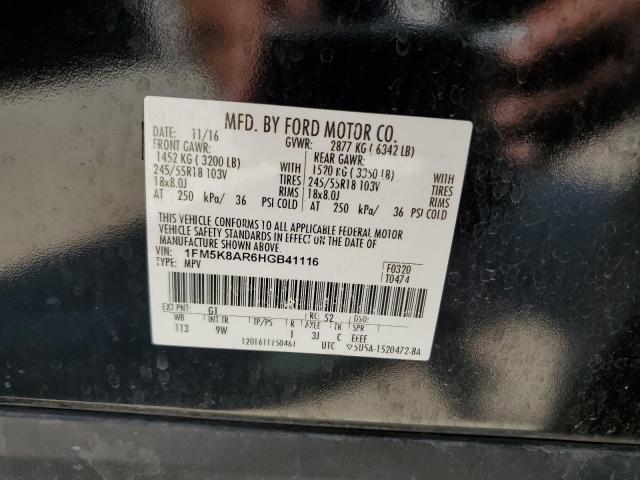 MFD. BY FORD MOTOR CO.
DATE: 11/16 GVWR: 2877 KG ( 6342 LB)
FRONT GAWR: REAR GAWR:
1452 KG ( 3200 LB) WITH 1520 KG ( 3350 LB) WITH
245/55R18 103V TIRES 245/55R18 103V TIRES
18x8.0J RIMS 18x8.0J RIMS
AT 250 kPa/ 36 PSI COLD AT 250 kPa/ 36 PSI COLD
THIS VEHICLE CONFORMS TO ALL APPLICABLE FEDERAL MOTOR
VEHICLE SAFETY STANDARDS IN EFFECT ON THE DATE OF
MANUFACTURE SHOWN ABOVE.
VIN: 1FM5K8AR6HGB41116
TYPE: MPV
F0320
T0474
EXT PNT: G1 RC: 52 DSO:
WB INT TR TP/PS R AXLE TR SPR
113 9W 1 3J C EEEE
1201611150461 UTC ▽5USA-1520472-BA